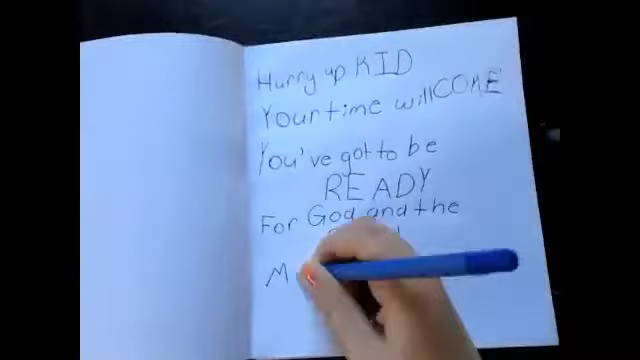 Hurry up KID
Your time will COME
You've got to be
READY
For God and the
M